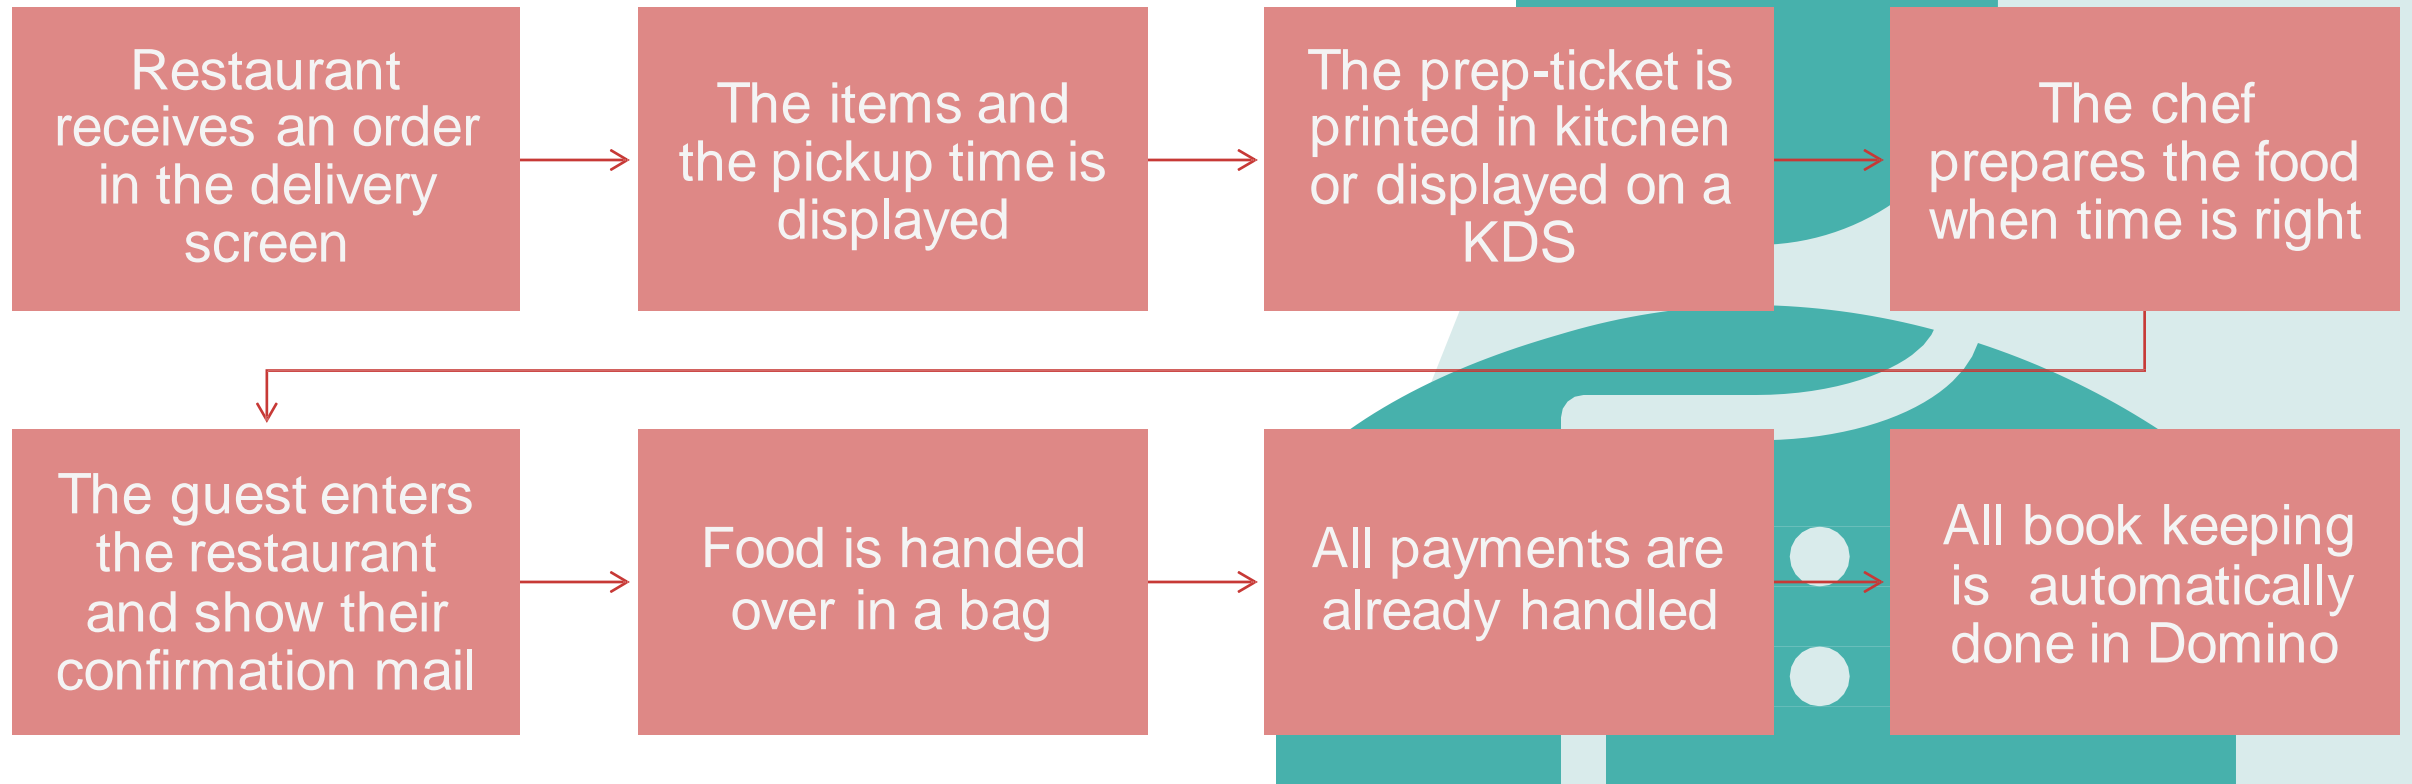 Restaurant
receives an order
in the delivery
screen
The items and
the pickup time is
displayed
The prep-ticket is
printed in kitchen
or displayed on a
KDS
The chef
prepares the food
when time is right
The guest enters
the restaurant
and show their
confirmation mail
Food is handed
over in a bag
All payments are
already handled
All book keeping
is automatically
done in Domino